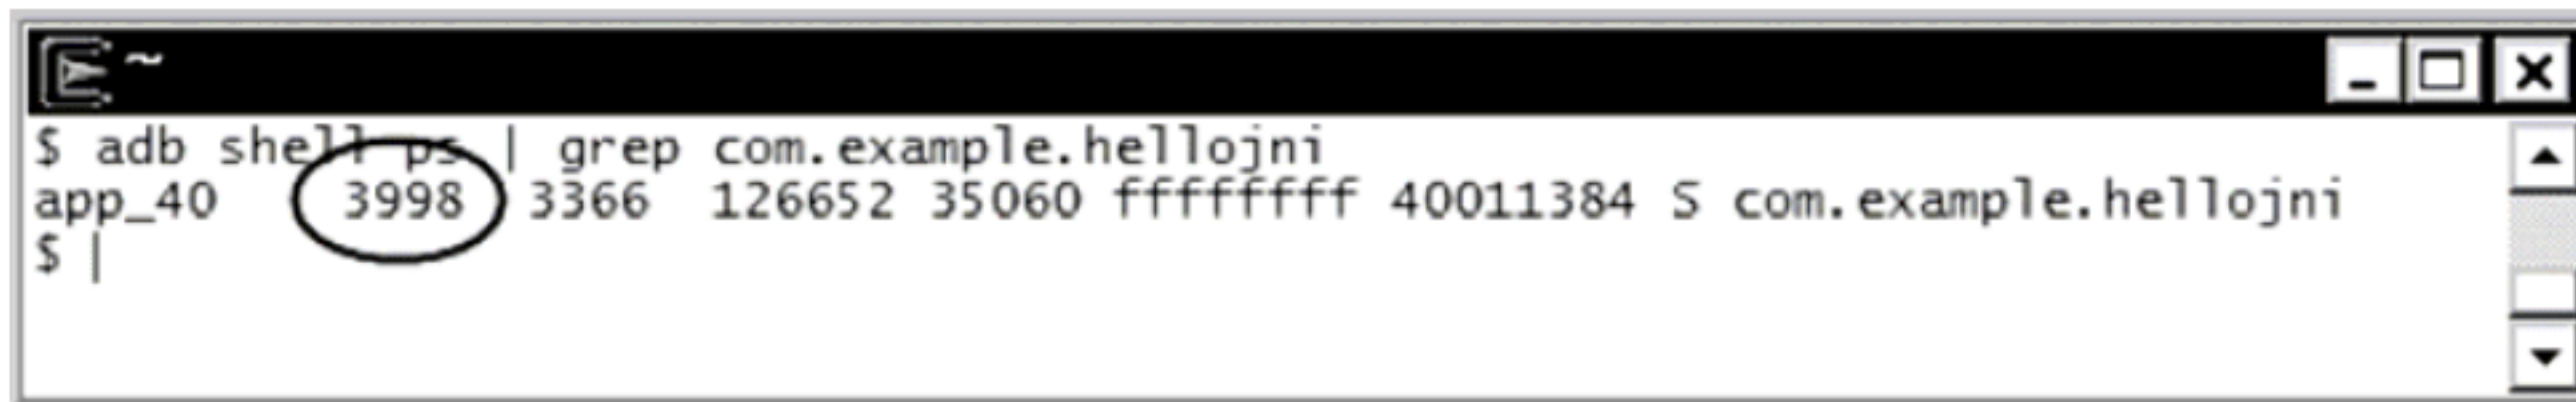 ~
$ adb shell ps | grep com.example.hellojni
app_40 3998 3366 126652 35060 ffffffff 40011384 S com.example.hellojni
$